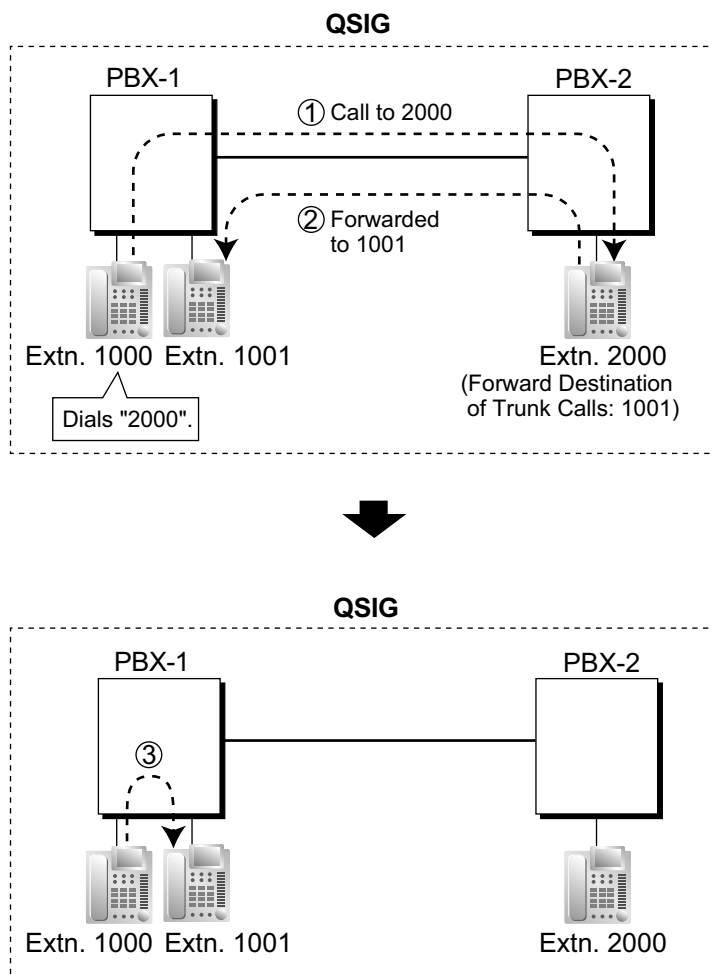 QSIG
PBX-1
PBX-2
① Call to 2000
② Forwarded
to 1001
Extn. 1000
Extn. 1001
Extn. 2000
(Forward Destination
of Trunk Calls: 1001)
Dials "2000".
QSIG
PBX-1
PBX-2
③
Extn. 1000
Extn. 1001
Extn. 2000